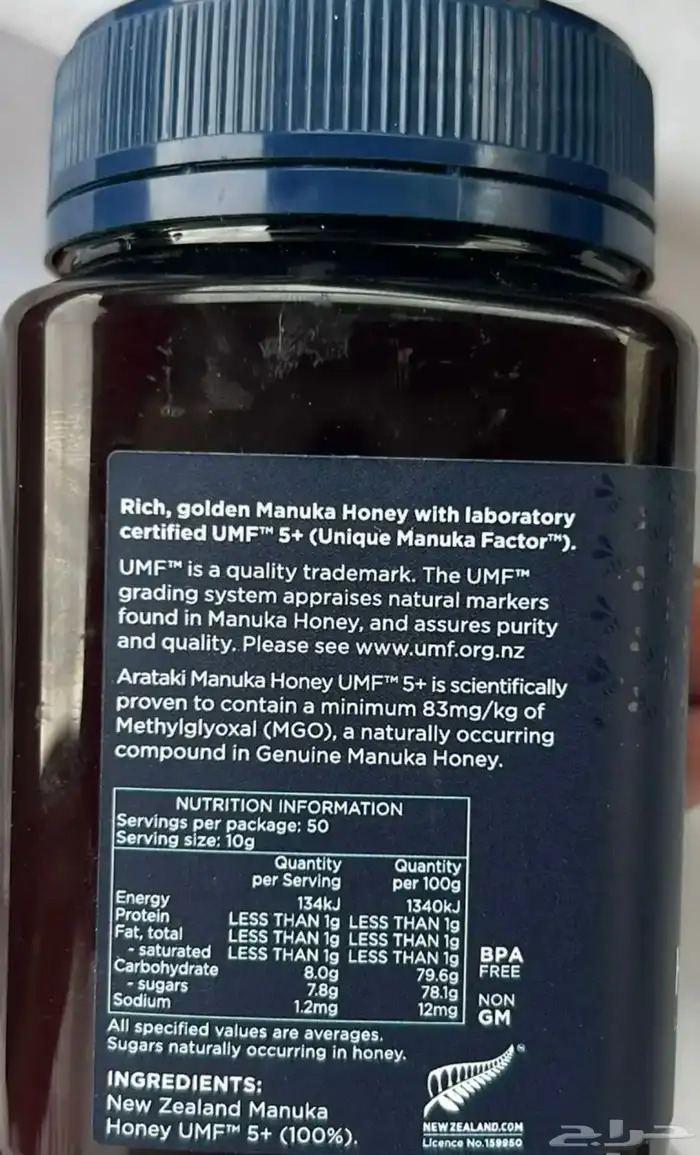 Rich, golden Manuka Honey with laboratory
certified UMF™ 5+ (Unique Manuka Factor™).
UMF™ is a quality trademark. The UMF™
grading system appraises natural markers
found in Manuka Honey, and assures purity
and quality. Please see www.umf.org.nz
Arataki Manuka Honey UMF™ 5+ is scientifically
proven to contain a minimum 83mg/kg of
Methylglyoxal (MGO), a naturally occurring
compound in Genuine Manuka Honey.
NUTRITION INFORMATION
Servings per package: 50
Serving size: 10g
Quantity Quantity
per Serving per 100g
Energy 134kJ 1340kJ
Protein LESS THAN 1g LESS THAN 1g
Fat, total LESS THAN 1g LESS THAN 1g
- saturated LESS THAN 1g LESS THAN 1g
Carbohydrate 8.0g 79.6g
- sugars 7.8g 78.1g
Sodium 1.2mg 12mg
BPA
FREE
NON
GM
All specified values are averages.
Sugars naturally occurring in honey.
INGREDIENTS:
New Zealand Manuka
Honey UMF™ 5+ (100%).
NEWZEALAND.COM
Licence No.159950
حراج